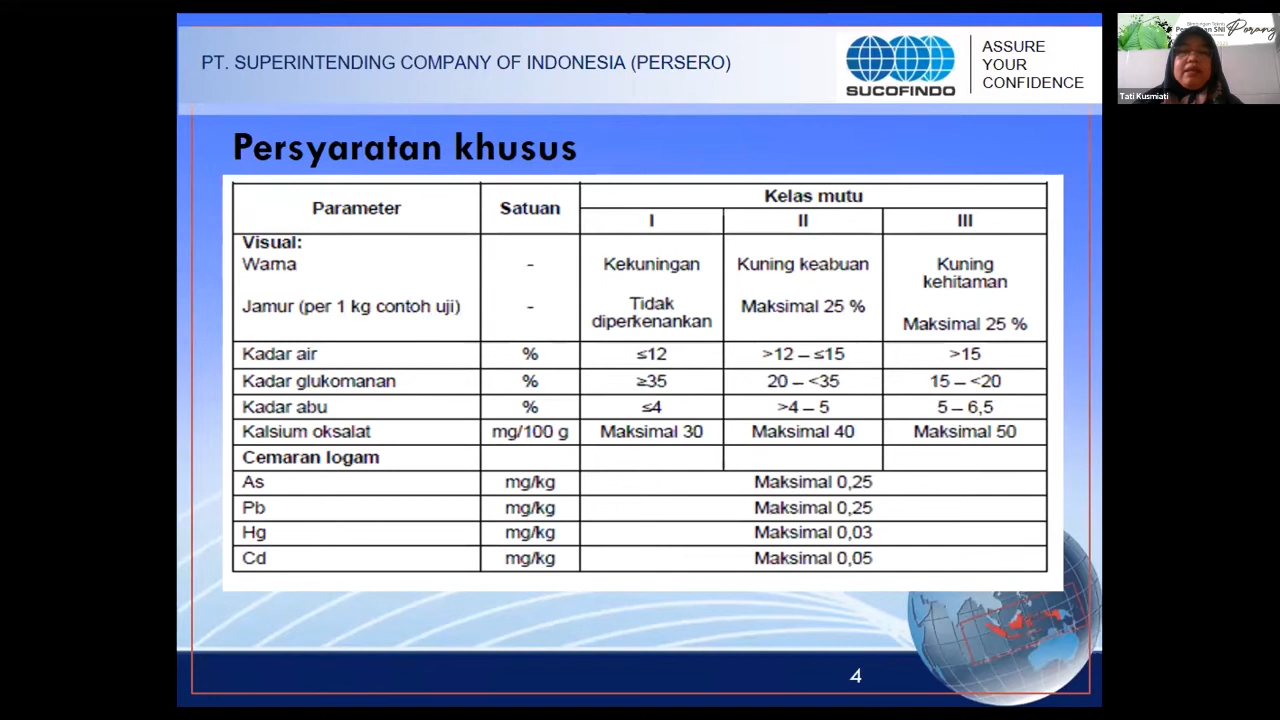 PT. SUPERINTENDING COMPANY OF INDONESIA (PERSERO)
SUCOFINDO
ASSURE
YOUR
CONFIDENCE
Persyaratan khusus
Parameter Satuan Kelas mutu
I II III
Visual:
Warna - Kekuningan Kuning keabuan Kuning kehitaman
Jamur (per 1 kg contoh uji) - Tidak diperkenankan Maksimal 25 % Maksimal 25 %
Kadar air % ≤12 >12 – ≤15 >15
Kadar glukomanan % ≥35 20 – <35 15 – <20
Kadar abu % ≤4 >4 – 5 5 – 6,5
Kalsium oksalat mg/100 g Maksimal 30 Maksimal 40 Maksimal 50
Cemaran logam
As mg/kg Maksimal 0,25
Pb mg/kg Maksimal 0,25
Hg mg/kg Maksimal 0,03
Cd mg/kg Maksimal 0,05
4
Bimbingan Teknis
SNI
Porang
Tati Kusmiati